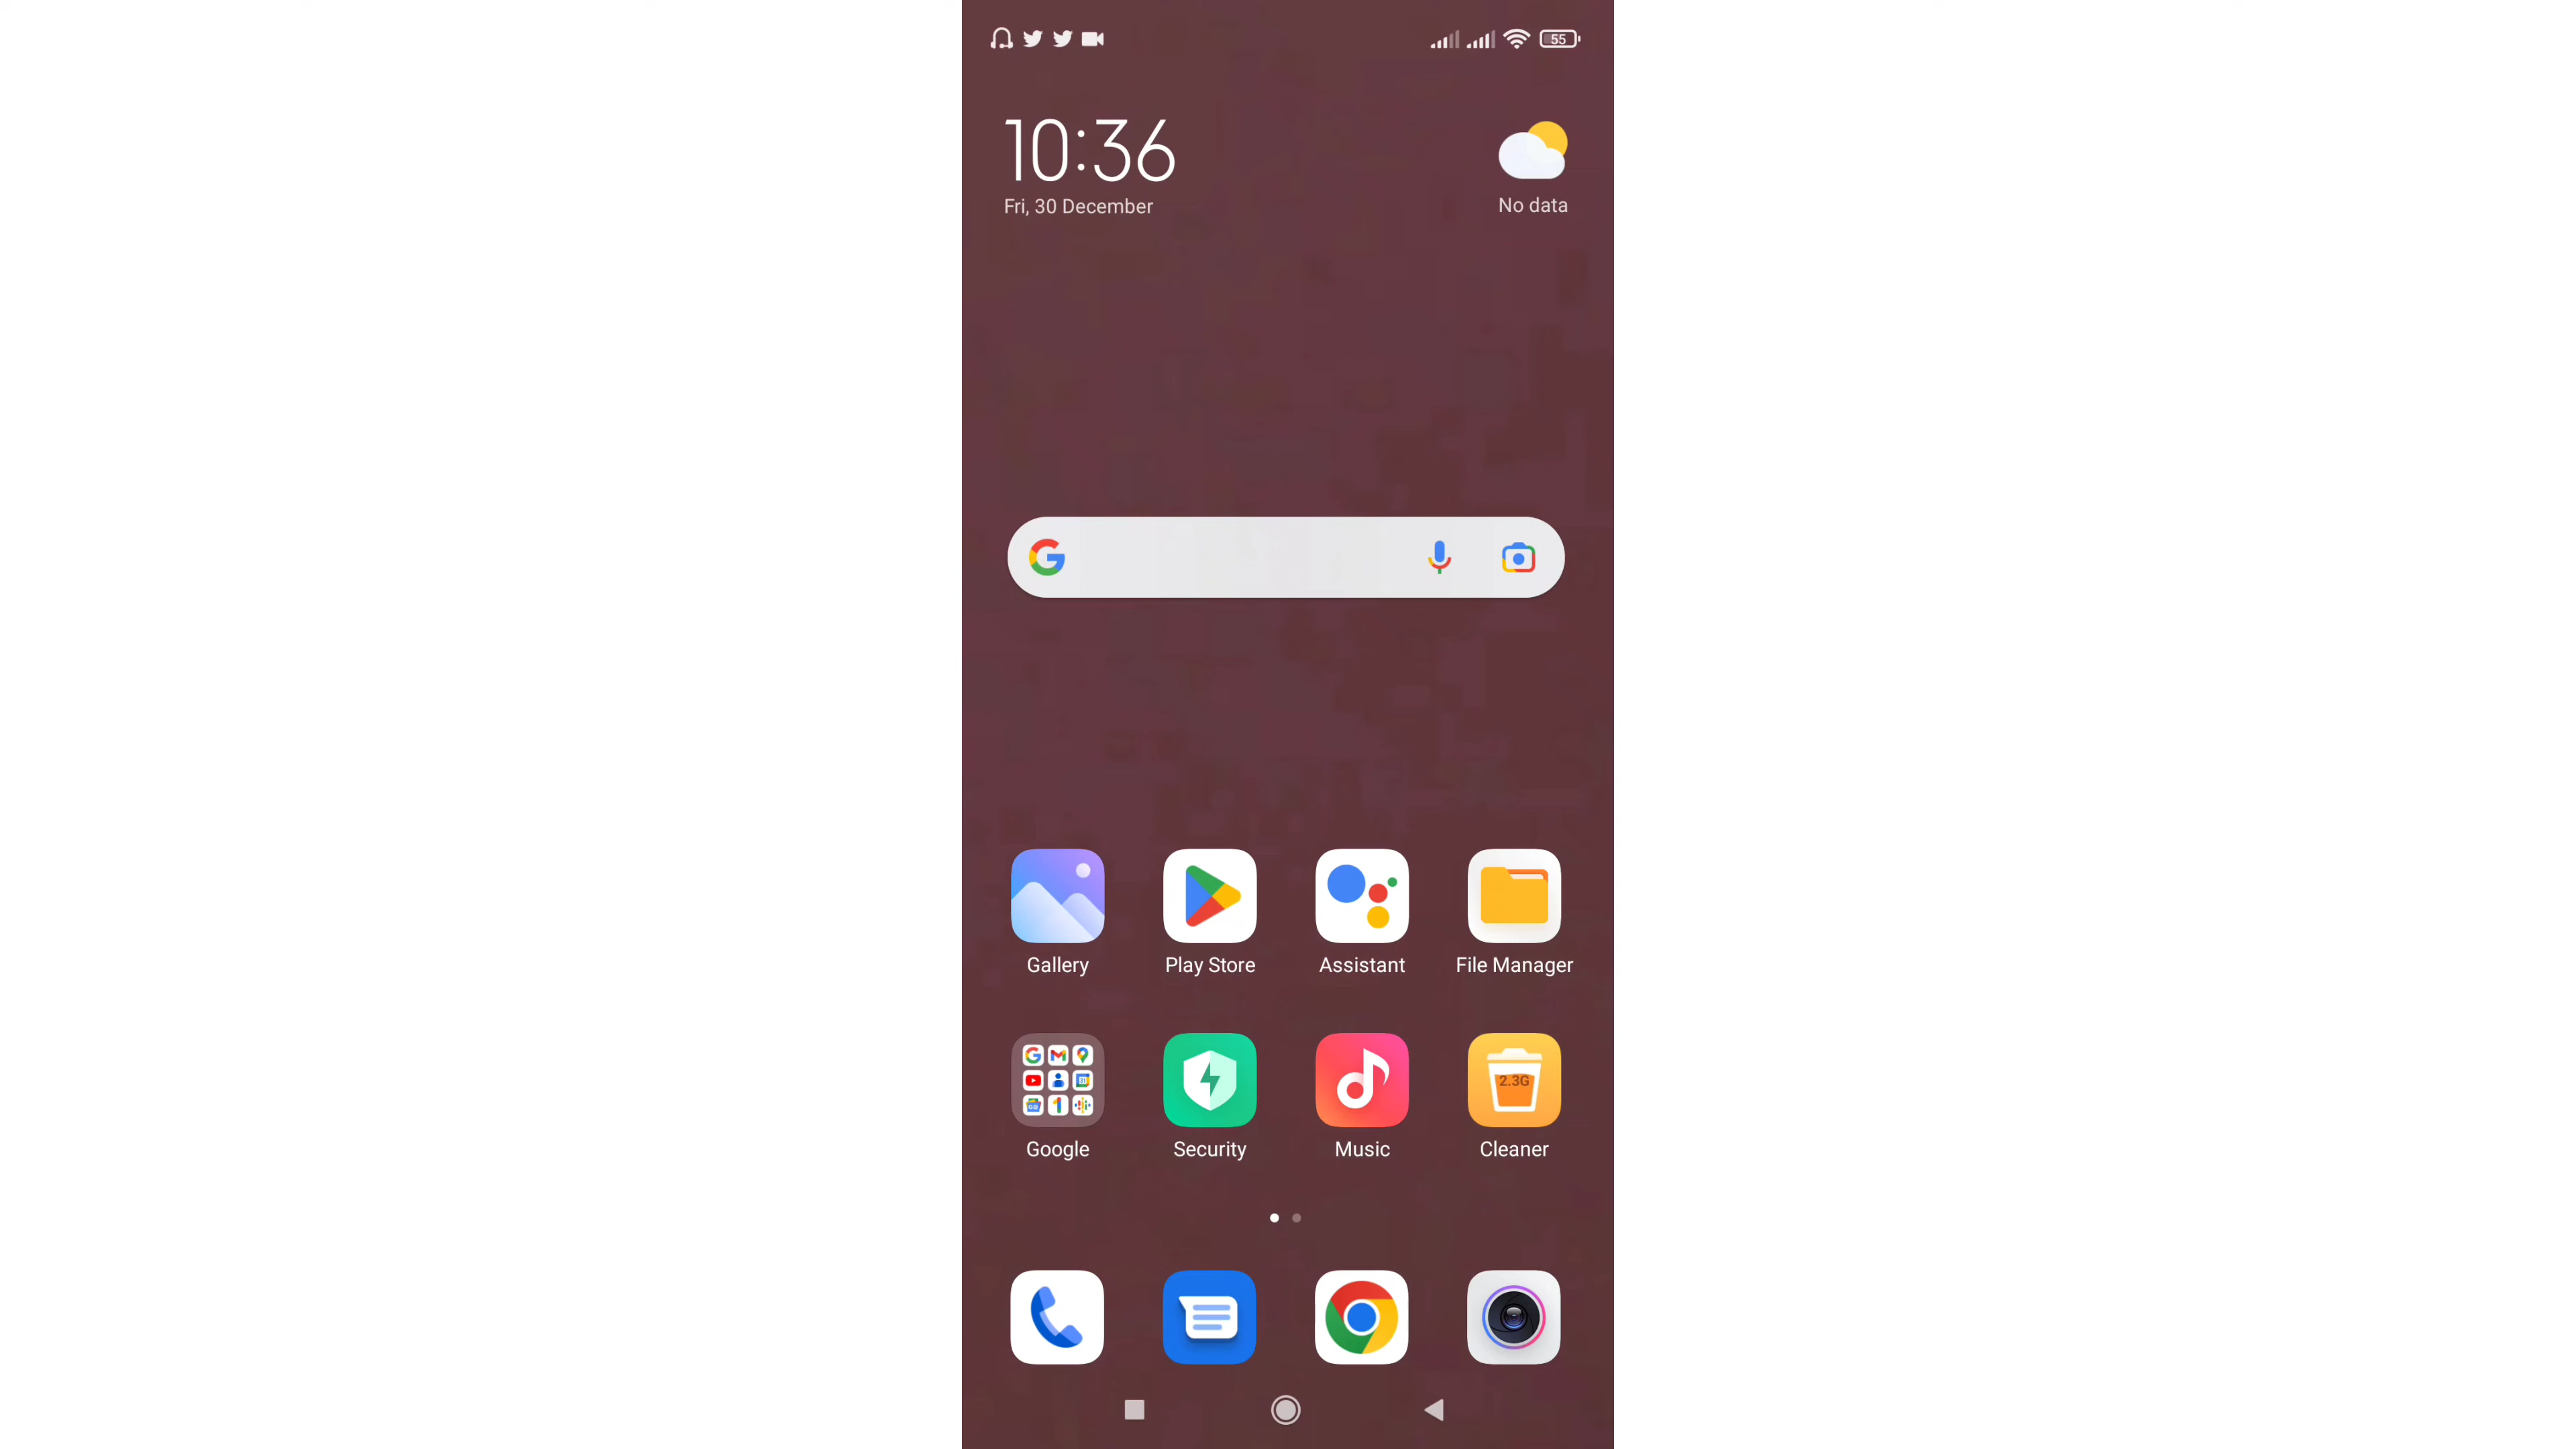 55
10:36
Fri, 30 December
No data
Gallery
Play Store
Assistant
File Manager
2.3G
Google
Security
Music
Cleaner